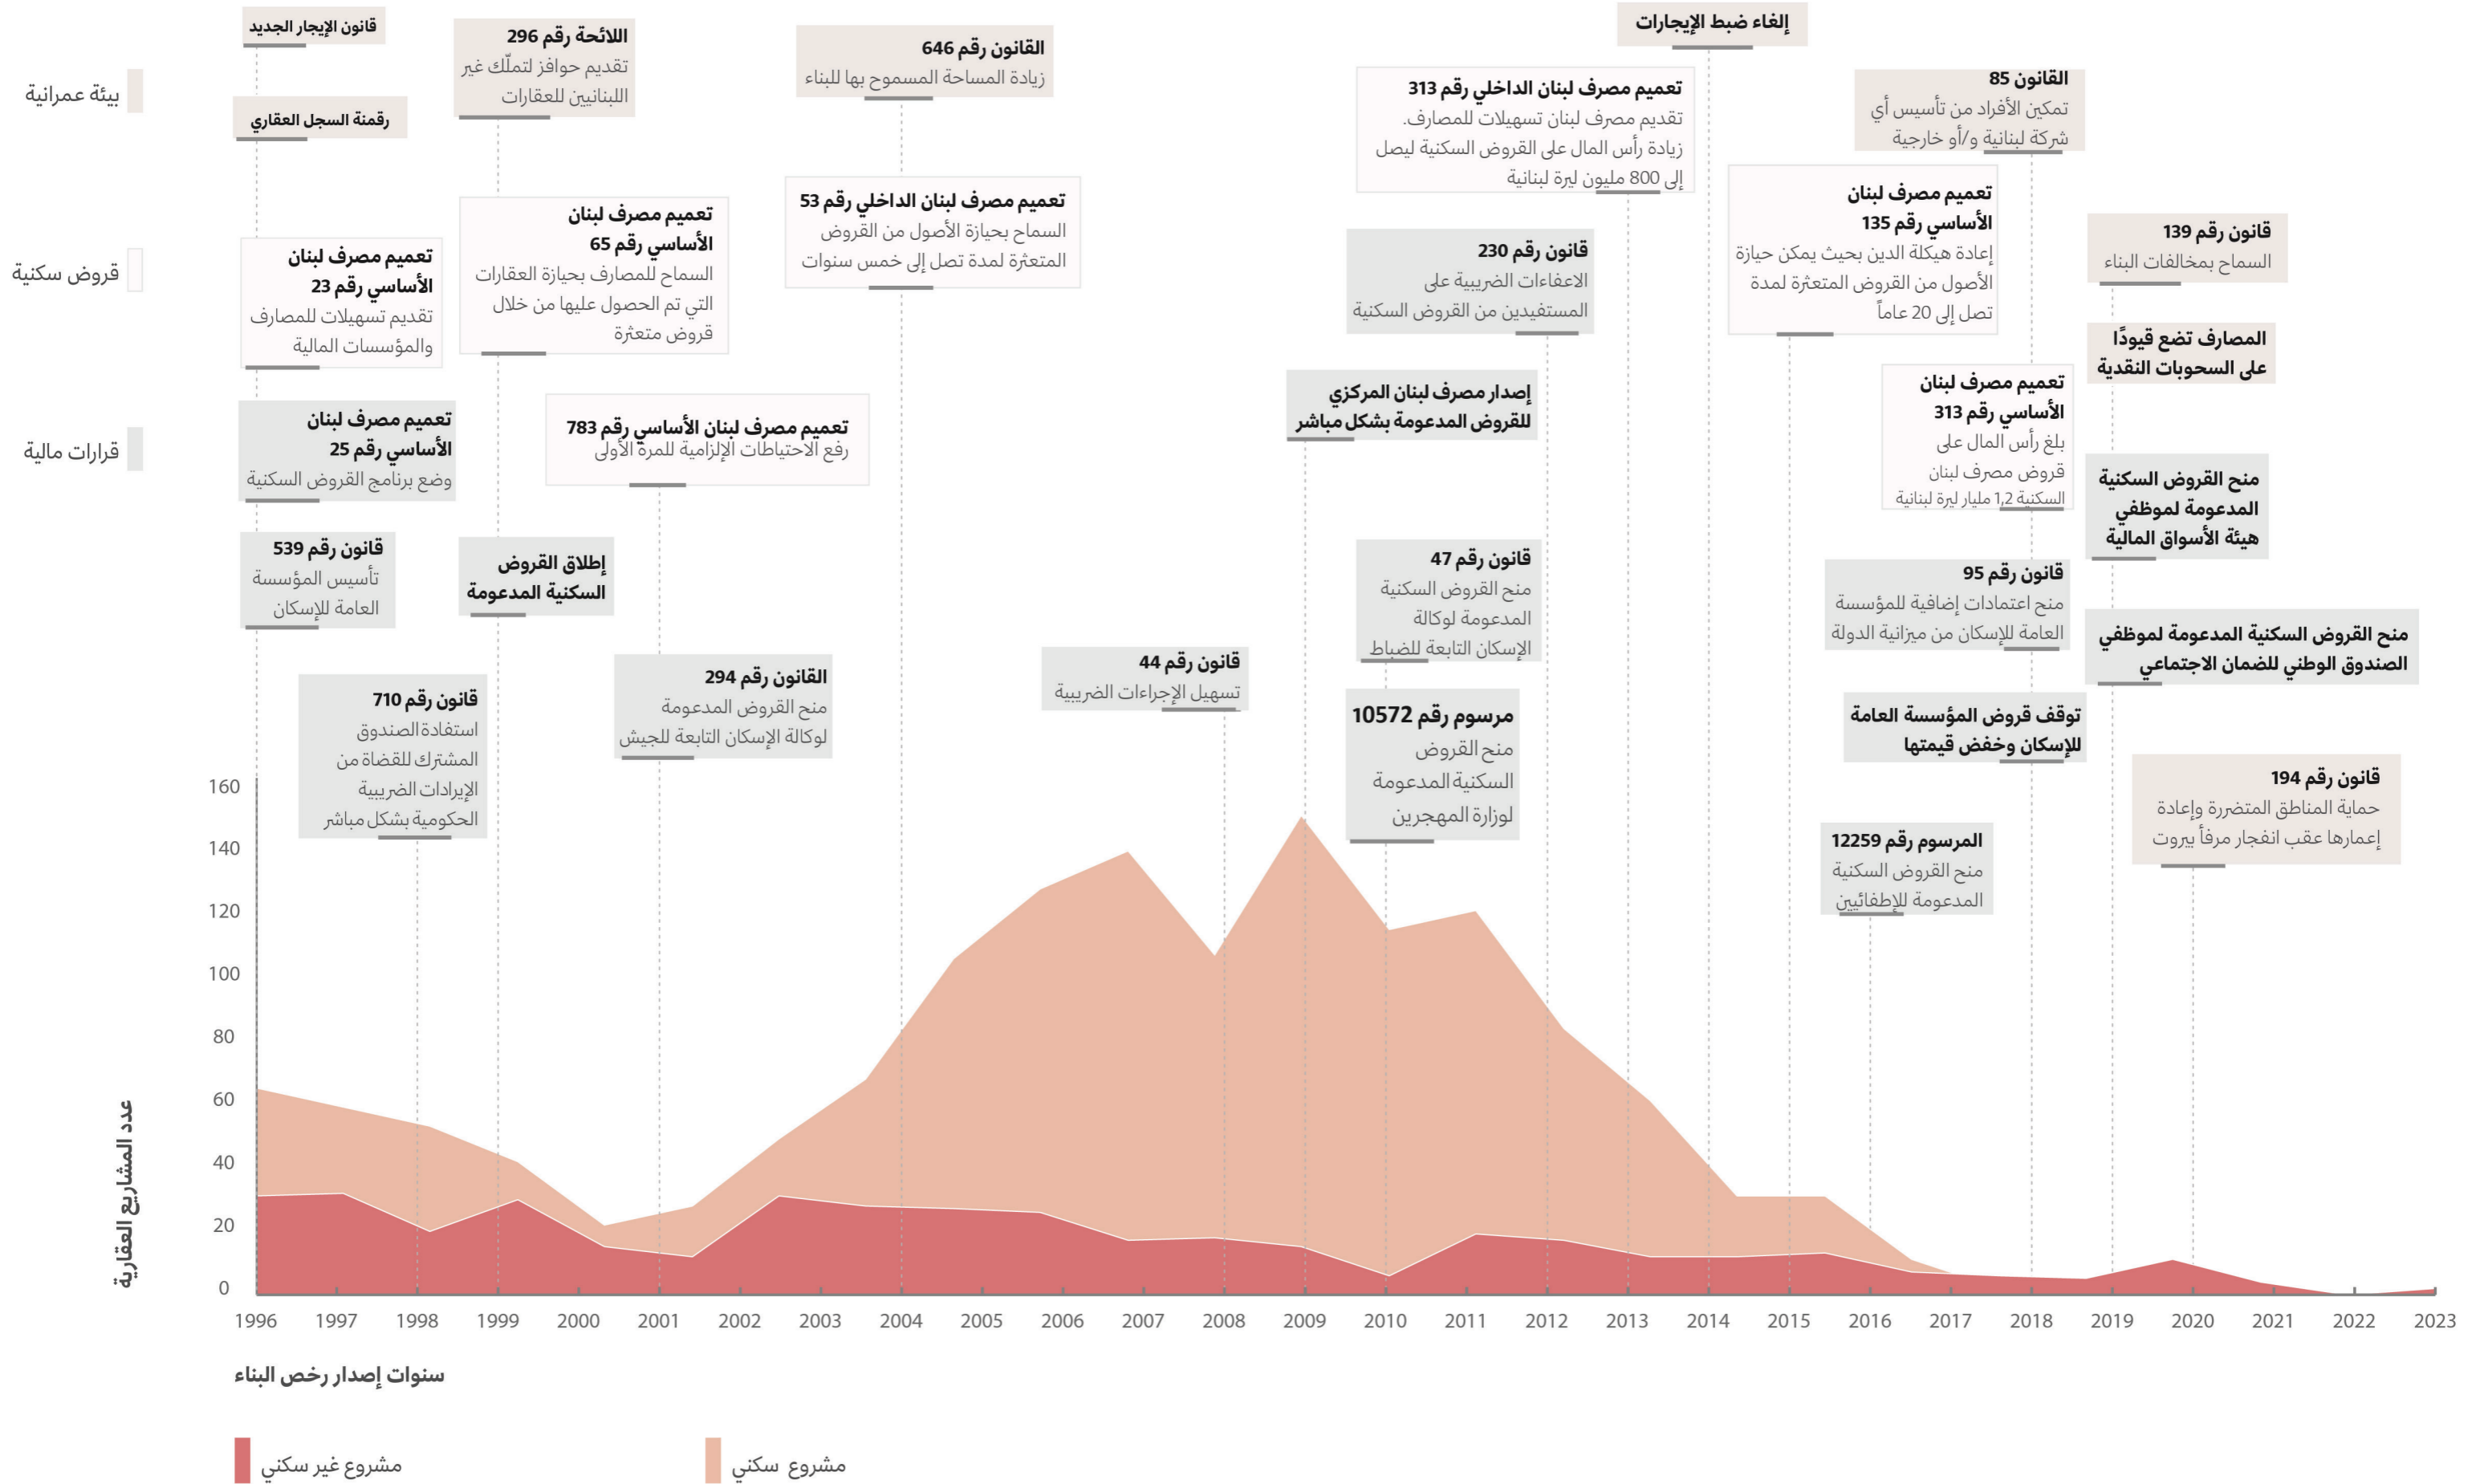 بيئة عمرانية
قروض سكنية
قرارات مالية
قانون الإيجار الجديد
رقمنة السجل العقاري
تعميم مصرف لبنان
الأساسي رقم 23
تقديم تسهيلات للمصارف
والمؤسسات المالية
تعميم مصرف لبنان
الأساسي رقم 25
وضع برنامج القروض السكنية
قانون رقم 539
تأسيس المؤسسة
العامة للإسكان
قانون رقم 710
استفادة الصندوق
المشترك للقضاة من
الإيرادات الضريبية
الحكومية بشكل مباشر
اللائحة رقم 296
تقديم حوافز لتملّك غير
اللبنانيين للعقارات
تعميم مصرف لبنان
الأساسي رقم 65
السماح للمصارف بحيازة العقارات
التي تم الحصول عليها من خلال
قروض متعثرة
إطلاق القروض
السكنية المدعومة
تعميم مصرف لبنان الأساسي رقم 783
رفع الاحتياطات الإلزامية للمرة الأولى
القانون رقم 294
منح القروض المدعومة
لوكالة الإسكان التابعة للجيش
القانون رقم 646
زيادة المساحة المسموح بها للبناء
تعميم مصرف لبنان الداخلي رقم 53
السماح بحيازة الأصول من القروض
المتعثرة لمدة تصل إلى خمس سنوات
قانون رقم 44
تسهيل الإجراءات الضريبية
إصدار مصرف لبنان المركزي
للقروض المدعومة بشكل مباشر
قانون رقم 47
منح القروض السكنية
المدعومة لوكالة
الإسكان التابعة للضباط
مرسوم رقم 10572
منح القروض
السكنية المدعومة
لوزارة المهجرين
قانون رقم 230
الاعفاءات الضريبية على
المستفيدين من القروض السكنية
تعميم مصرف لبنان الداخلي رقم 313
تقديم مصرف لبنان تسهيلات للمصارف.
زيادة رأس المال على القروض السكنية ليصل
إلى 800 مليون ليرة لبنانية
إلغاء ضبط الإيجارات
تعميم مصرف لبنان
الأساسي رقم 135
إعادة هيكلة الدين بحيث يمكن حيازة
الأصول من القروض المتعثرة لمدة
تصل إلى 20 عاماً
المرسوم رقم 12259
منح القروض السكنية
المدعومة للإطفائيين
القانون 85
تمكين الأفراد من تأسيس أي
شركة لبنانية و/أو خارجية
تعميم مصرف لبنان
الأساسي رقم 313
بلغ رأس المال على
قروض مصرف لبنان
السكنية 1,2 مليار ليرة لبنانية
قانون رقم 95
منح اعتمادات إضافية للمؤسسة
العامة للإسكان من ميزانية الدولة
توقف قروض المؤسسة العامة
للإسكان وخفض قيمتها
قانون رقم 139
السماح بمخالفات البناء
المصارف تضع قيودًا
على السحوبات النقدية
منح القروض السكنية
المدعومة لموظفي
هيئة الأسواق المالية
منح القروض السكنية المدعومة لموظفي
الصندوق الوطني للضمان الاجتماعي
قانون رقم 194
حماية المناطق المتضررة وإعادة
إعمارها عقب انفجار مرفأ بيروت
عدد المشاريع العقارية
160
140
120
100
80
60
40
20
0
1996 1997 1998 1999 2000 2001 2002 2003 2004 2005 2006 2007 2008 2009 2010 2011 2012 2013 2014 2015 2016 2017 2018 2019 2020 2021 2022 2023
سنوات إصدار رخص البناء
مشروع سكني
مشروع غير سكني